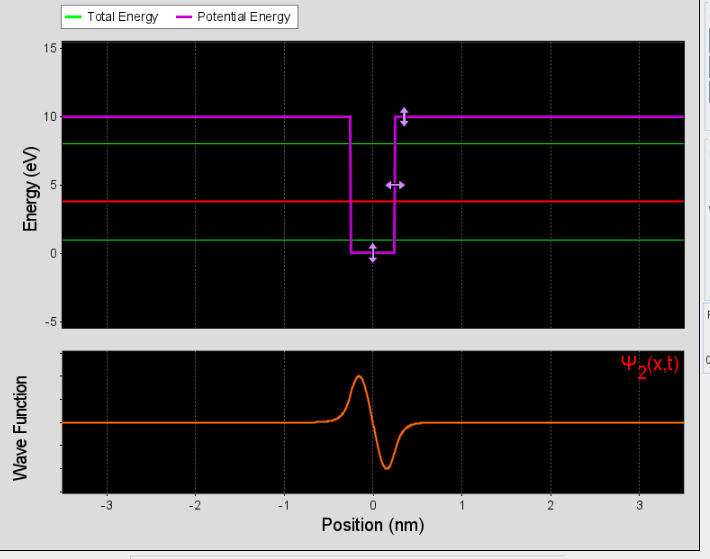 Total Energy Potential Energy
15
10
5
0
-5
Energy (eV)
Ψ2(x,t)
Wave Function
-3 -2 -1 0 1 2 3
Position (nm)